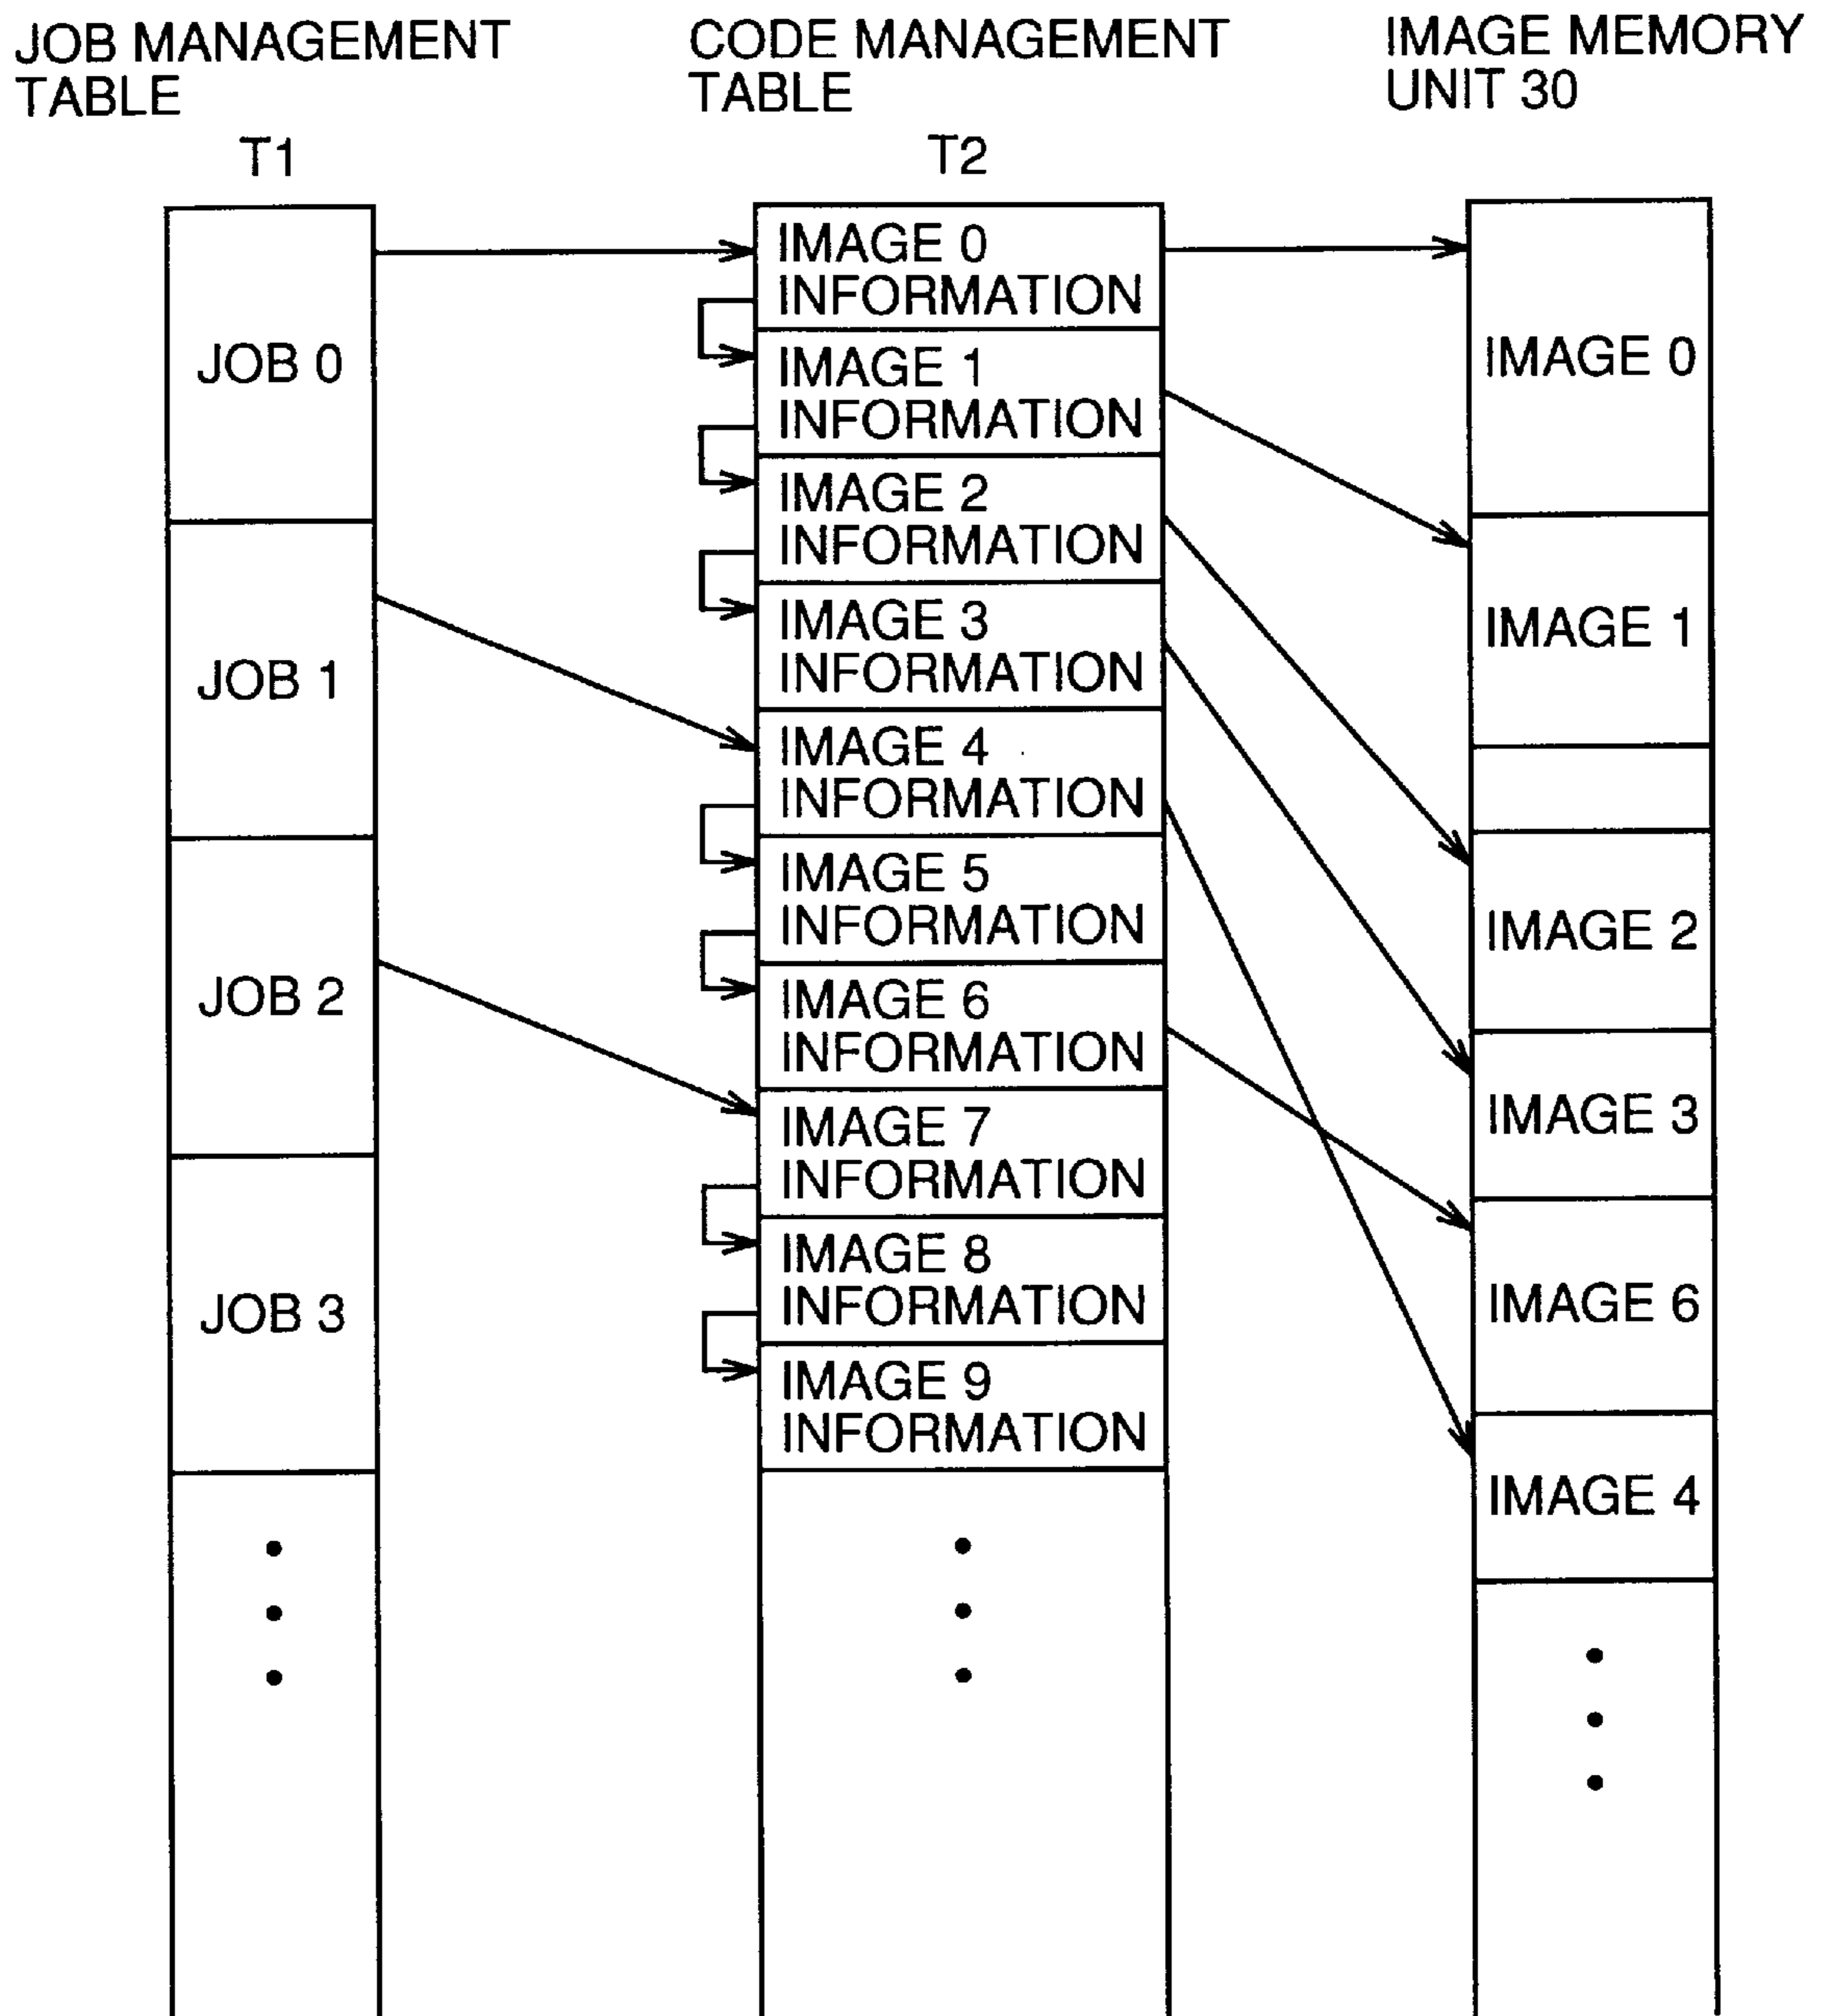 JOB MANAGEMENT
TABLE
T1
JOB 0
JOB 1
JOB 2
JOB 3
CODE MANAGEMENT
TABLE
T2
IMAGE 0
INFORMATION
IMAGE 1
INFORMATION
IMAGE 2
INFORMATION
IMAGE 3
INFORMATION
IMAGE 4
INFORMATION
IMAGE 5
INFORMATION
IMAGE 6
INFORMATION
IMAGE 7
INFORMATION
IMAGE 8
INFORMATION
IMAGE 9
INFORMATION
IMAGE MEMORY
UNIT 30
IMAGE 0
IMAGE 1
IMAGE 2
IMAGE 3
IMAGE 6
IMAGE 4